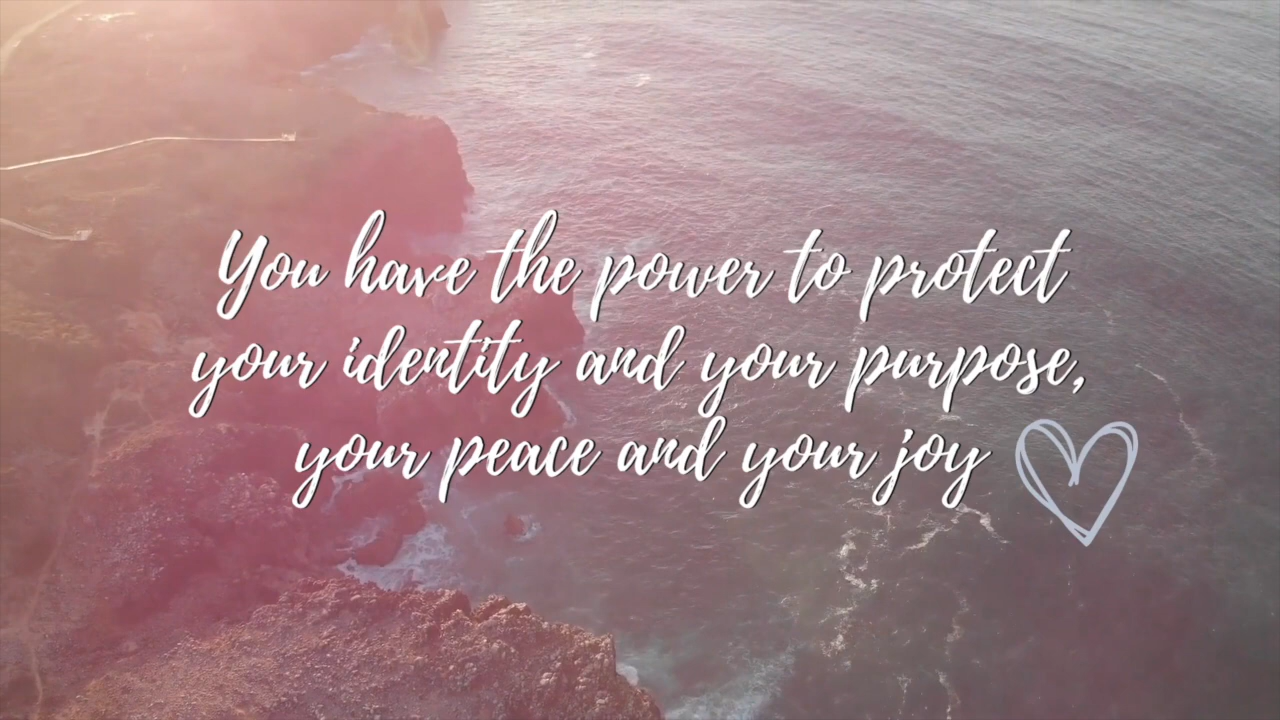 You have the power to protect
your identity and your purpose,
your peace and your joy